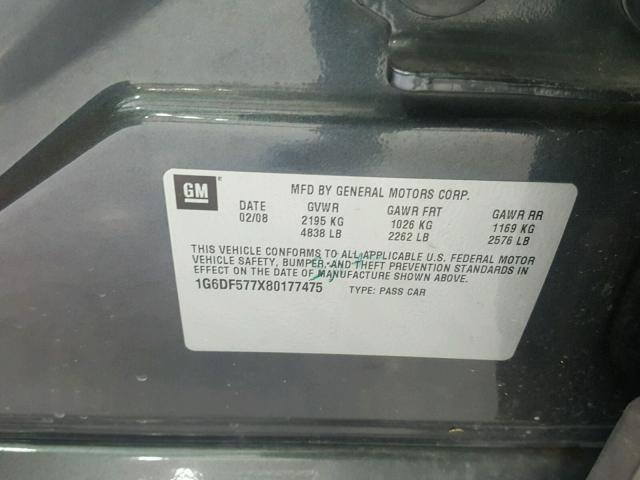 GM ®
MFD BY GENERAL MOTORS CORP.
DATE GVWR GAWR FRT GAWR RR
02/08 2195 KG 1026 KG 1169 KG
4838 LB 2262 LB 2576 LB
THIS VEHICLE CONFORMS TO ALL APPLICABLE U.S. FEDERAL MOTOR
VEHICLE SAFETY, BUMPER, AND THEFT PREVENTION STANDARDS IN
EFFECT ON THE DATE OF MANUFACTURE SHOWN ABOVE.
1G6DF577X80177475 TYPE: PASS CAR